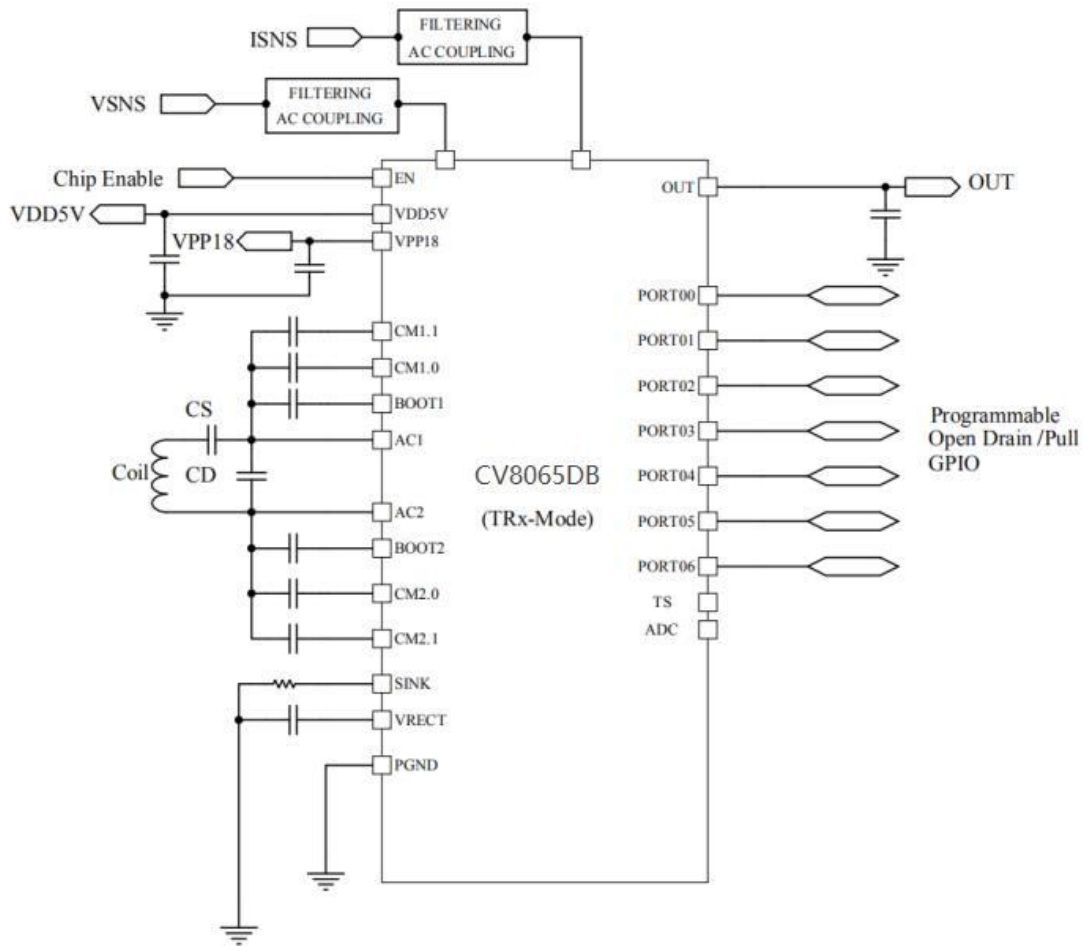 ISNS
FILTERING
AC COUPLING
VSNS
FILTERING
AC COUPLING
Chip Enable
EN
OUT
OUT
VDD5V
VDD5V
VPP18
VPP18
PORT00
CM1.1
PORT01
CM1.0
PORT02
BOOT1
CS
PORT03
Programmable
Open Drain /Pull
GPIO
AC1
Coil
CD
CV8065DB
(TRx-Mode)
PORT04
AC2
PORT05
BOOT2
PORT06
CM2.0
TS
ADC
CM2.1
SINK
VRECT
PGND